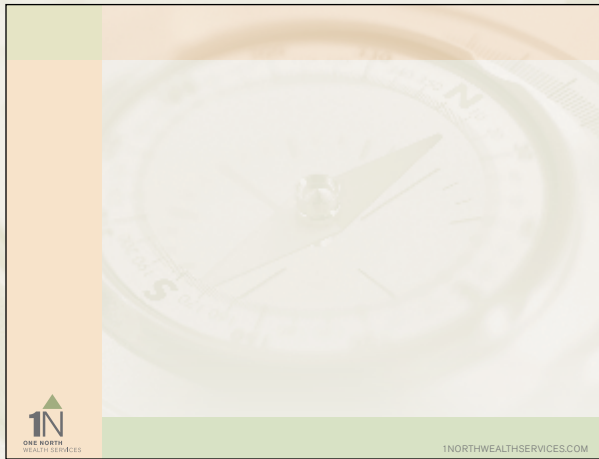 N
S
1N
ONE NORTH
WEALTH SERVICES
1NORTHWEALTHSERVICES.COM